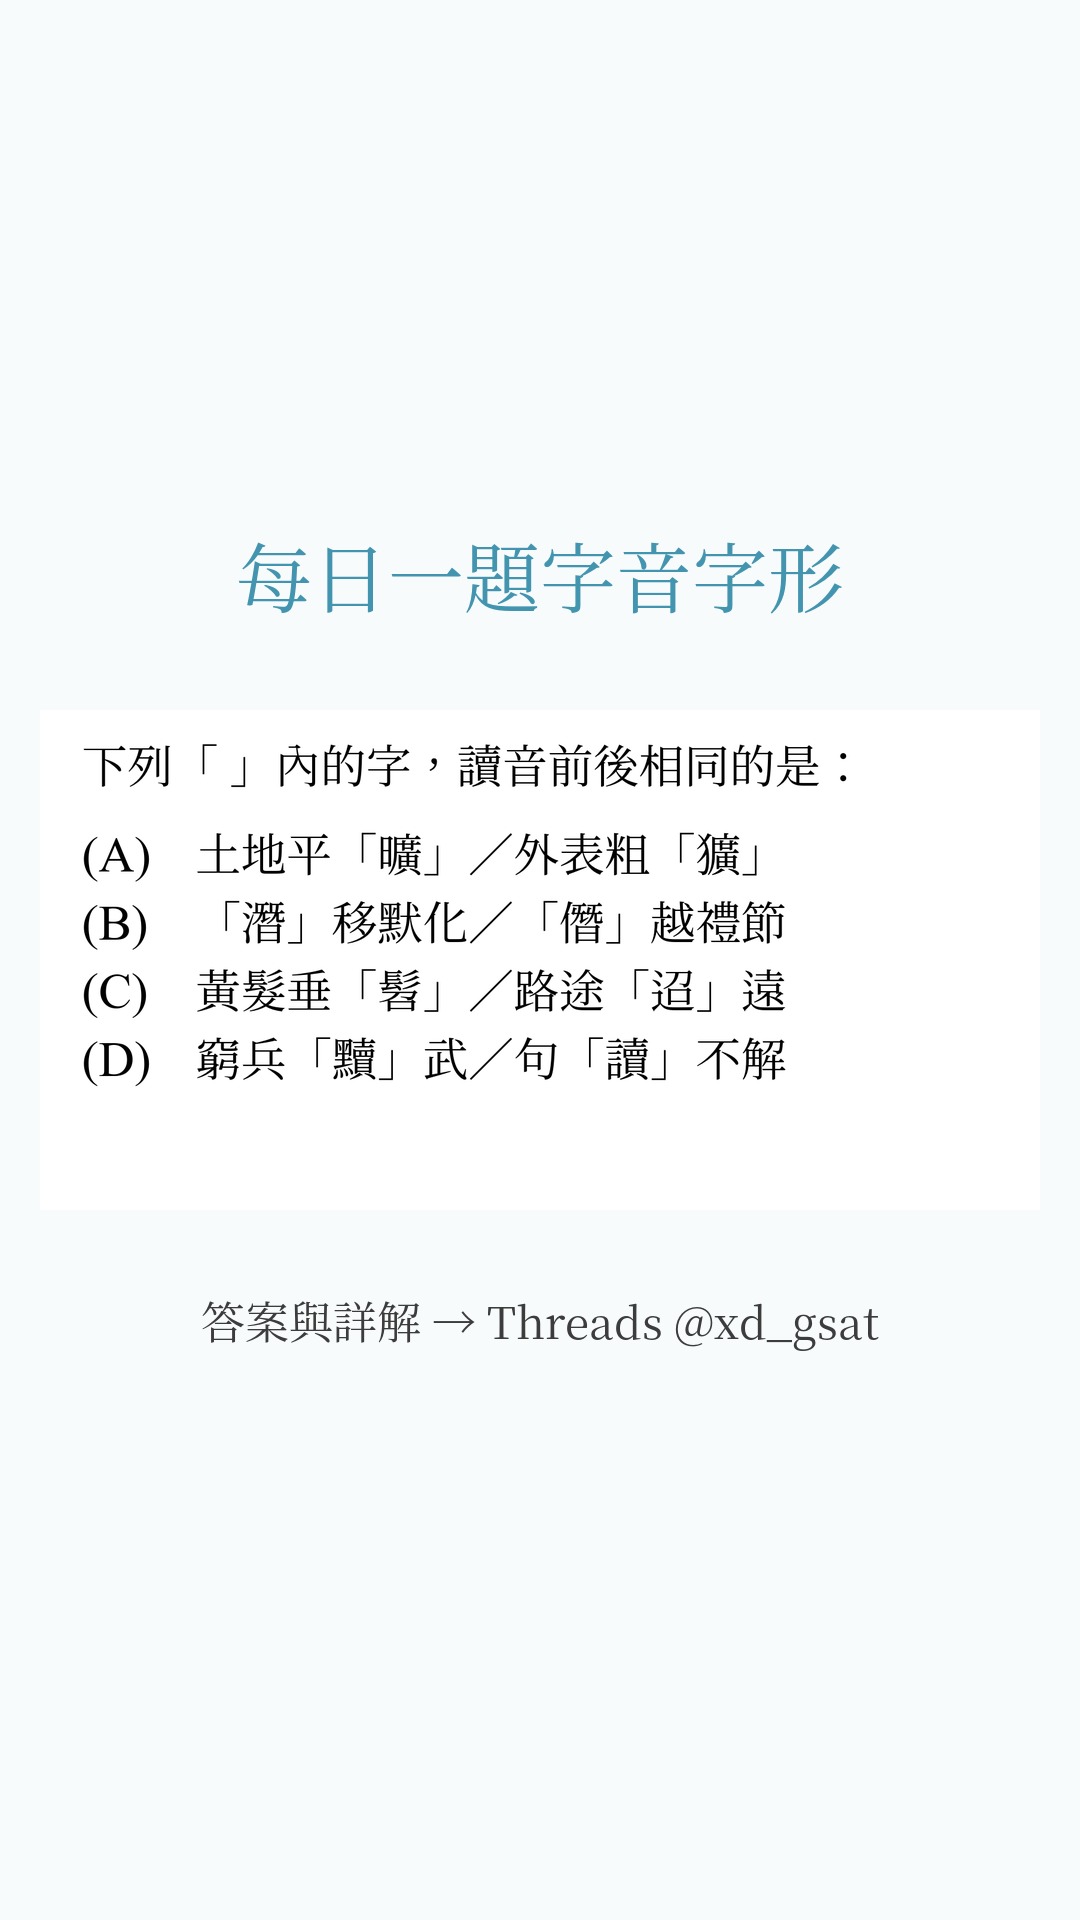 每日一題字音字形
下列「 」內的字，讀音前後相同的是：
(A) 土地平「曠」／外表粗「獷」
(B) 「潛」移默化／「僭」越禮節
(C) 黃髮垂「髫」／路途「迢」遠
(D) 窮兵「黷」武／句「讀」不解
答案與詳解 → Threads @xd_gsat